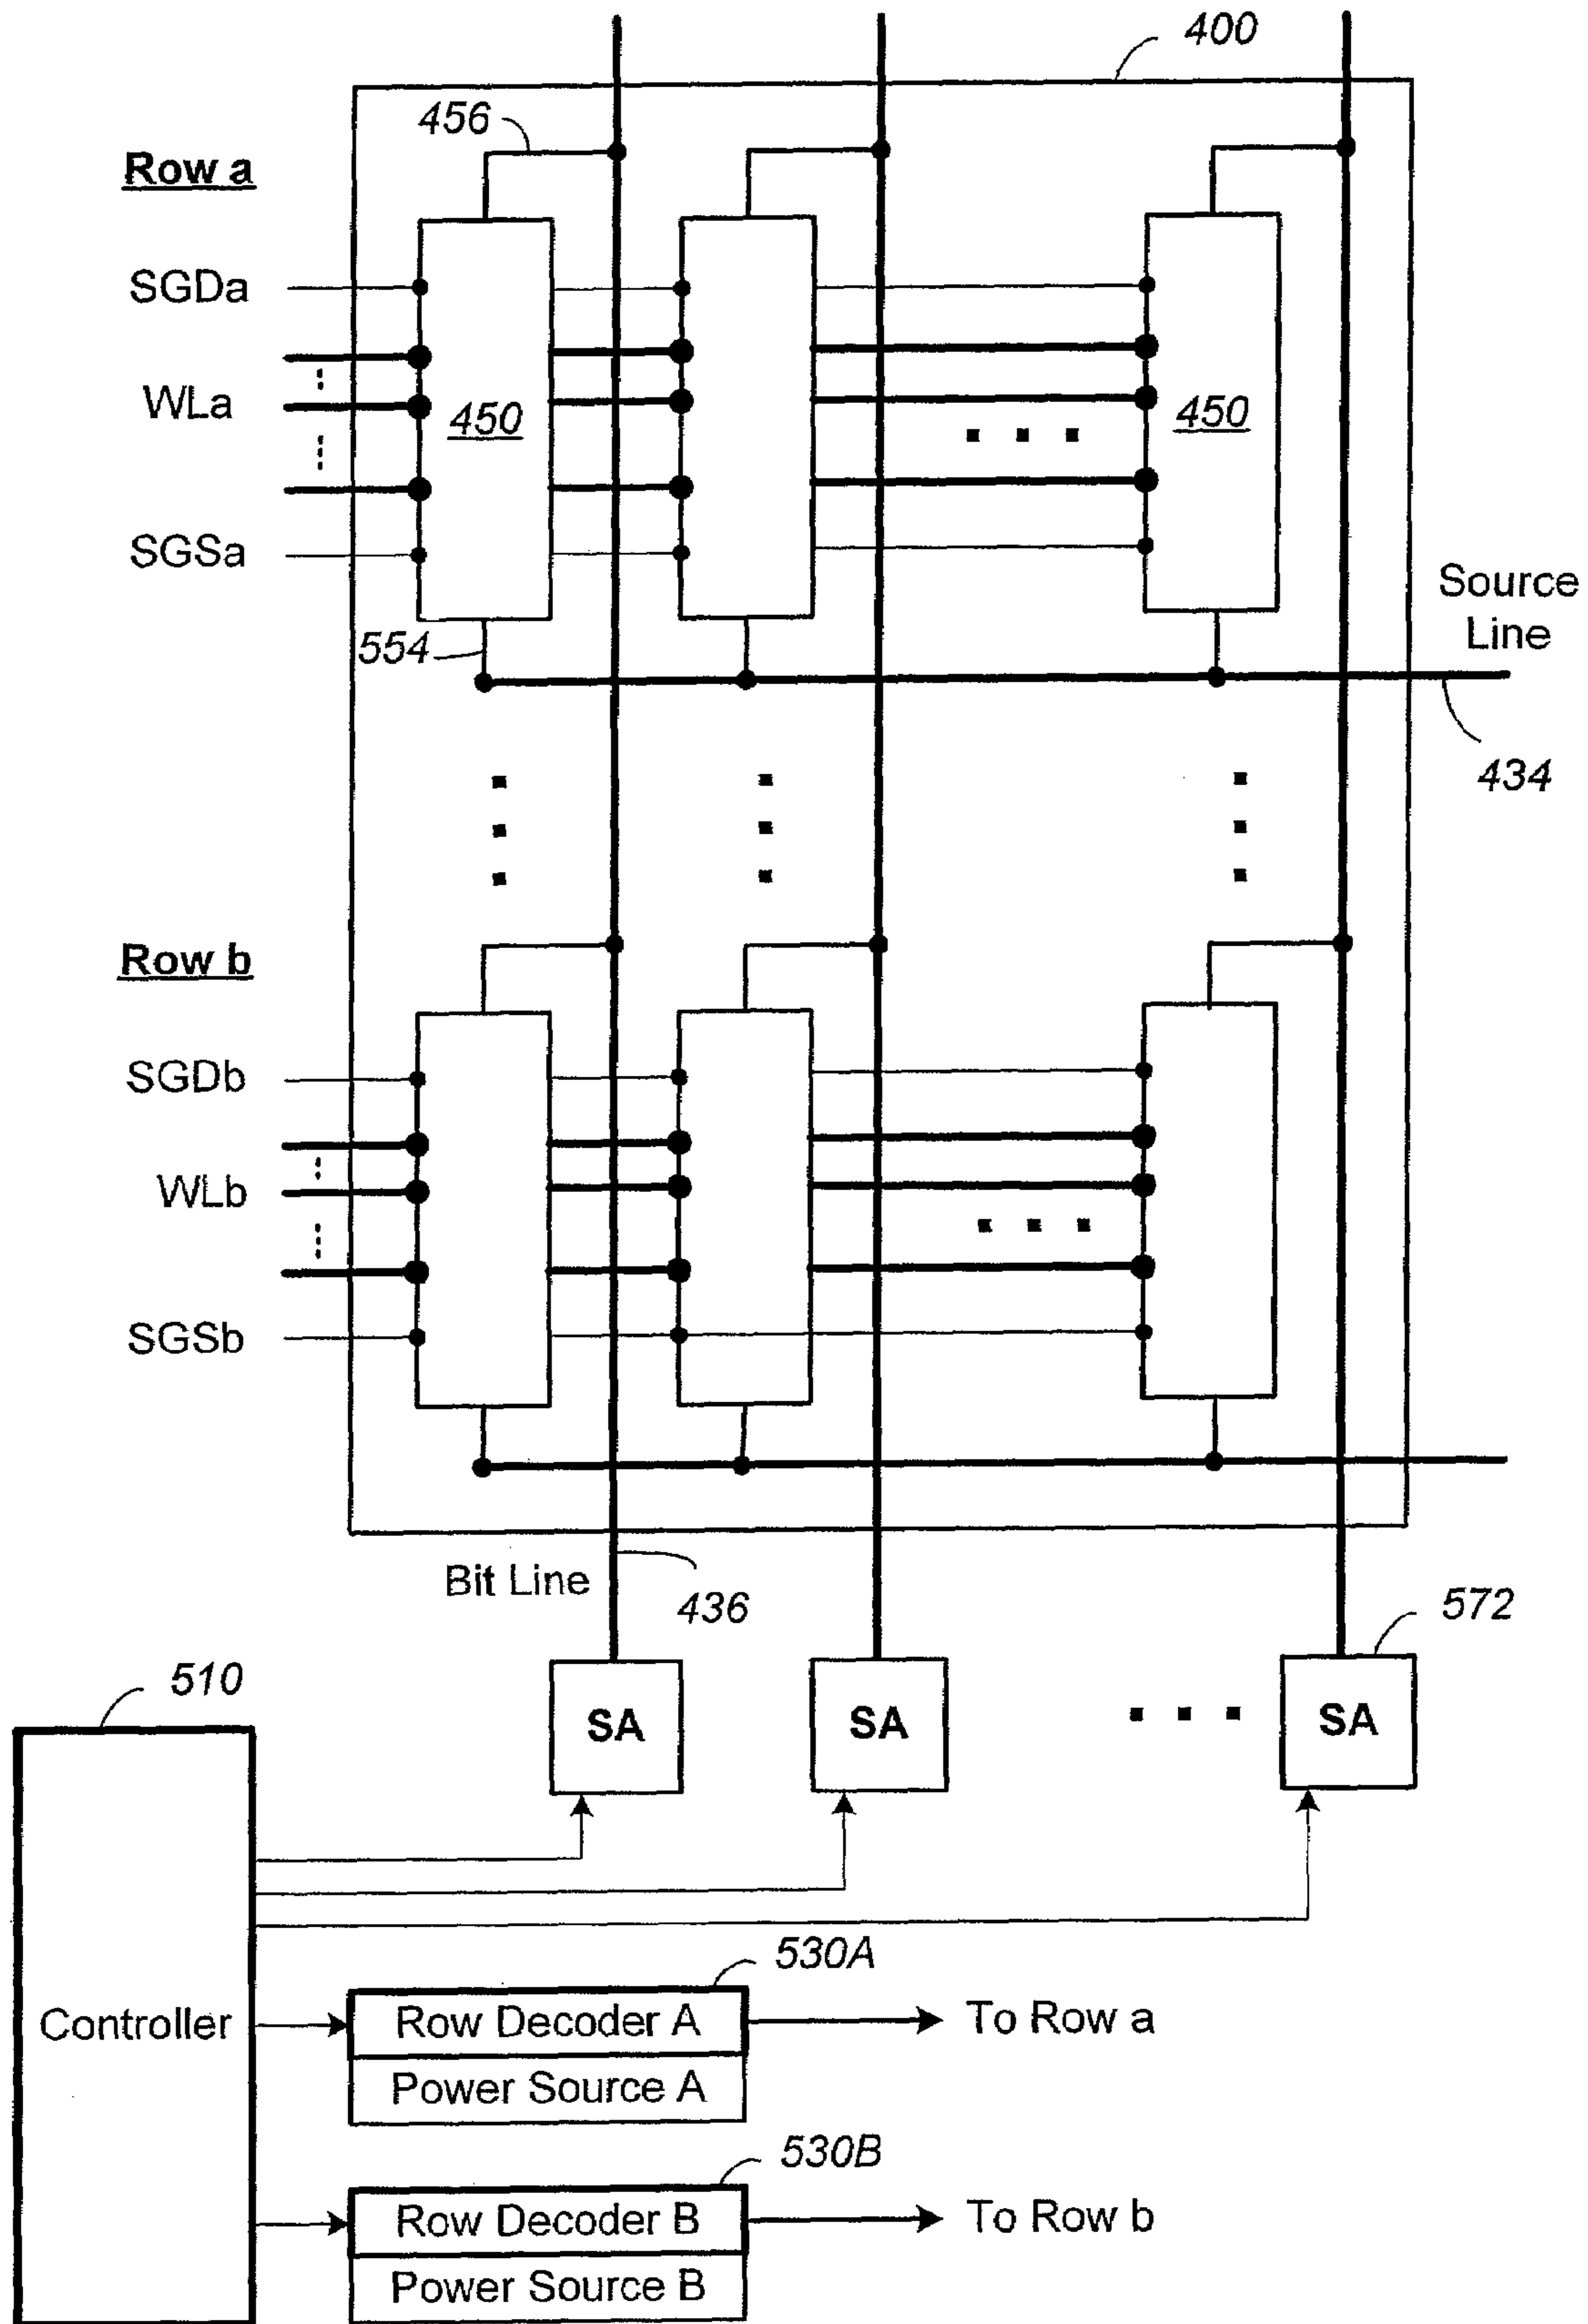 400
456
Row a
SGDa
WLa
450
450
SGSa
Source
Line
554
434
Row b
SGDb
WLb
SGSb
Bit Line
436
572
510
SA
SA
SA
530A
Controller
Row Decoder A
To Row a
Power Source A
530B
Row Decoder B
To Row b
Power Source B